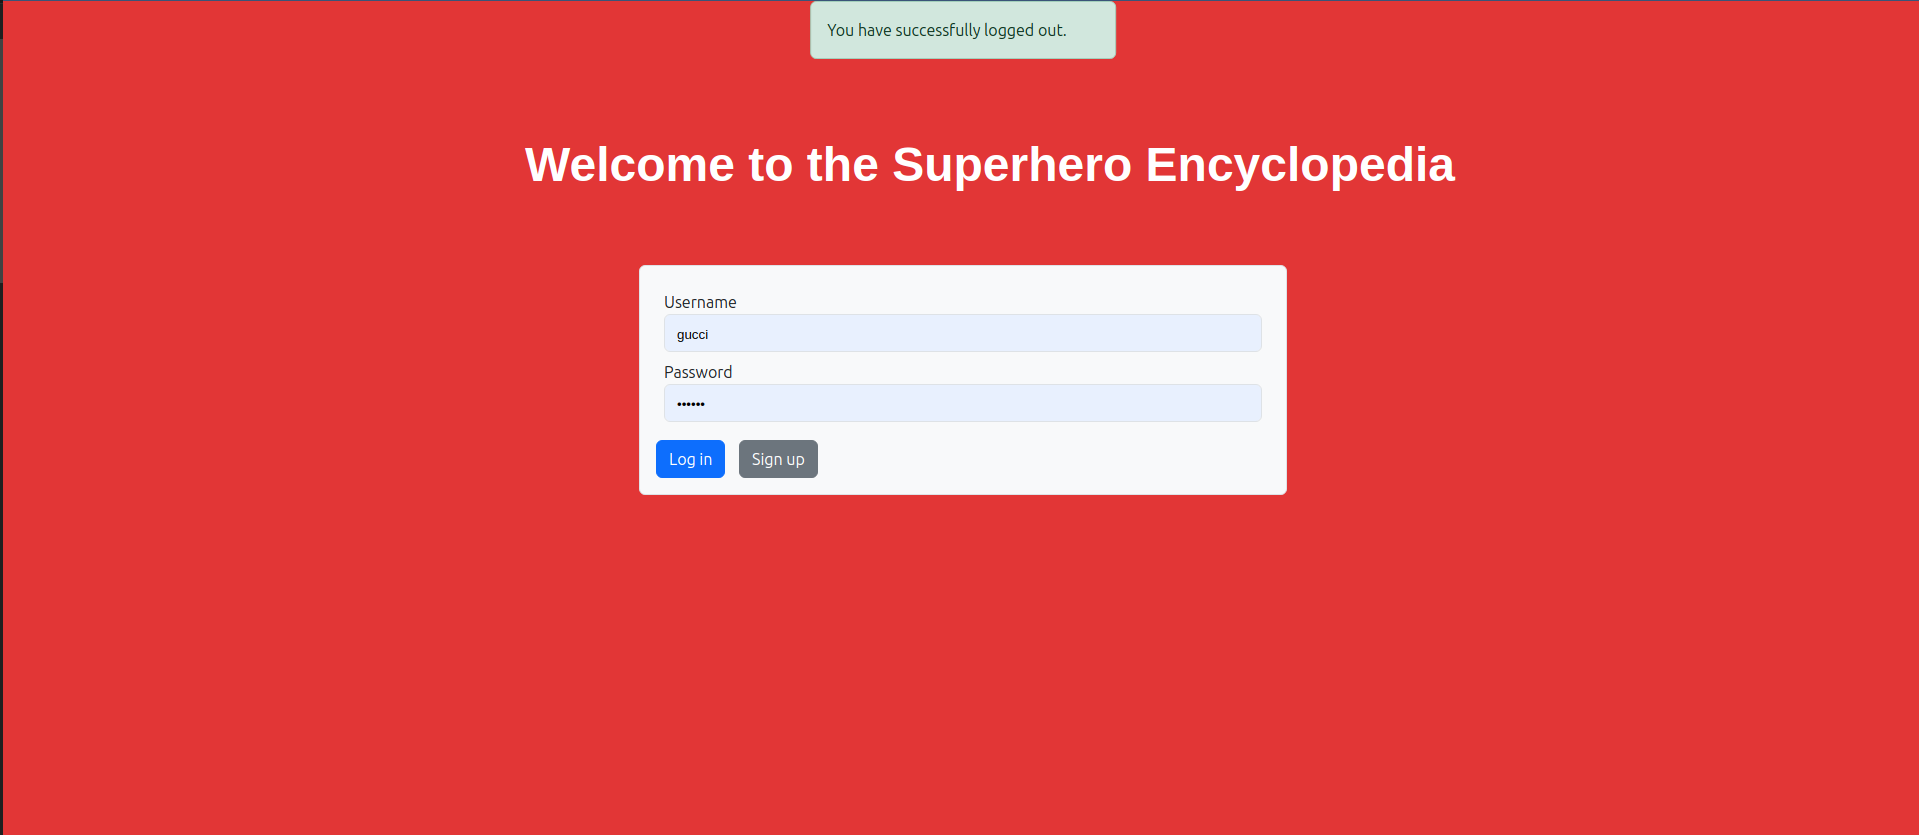 You have successfully logged out.
Welcome to the Superhero Encyclopedia
Username
gucci
Password
••••••
Log in Sign up